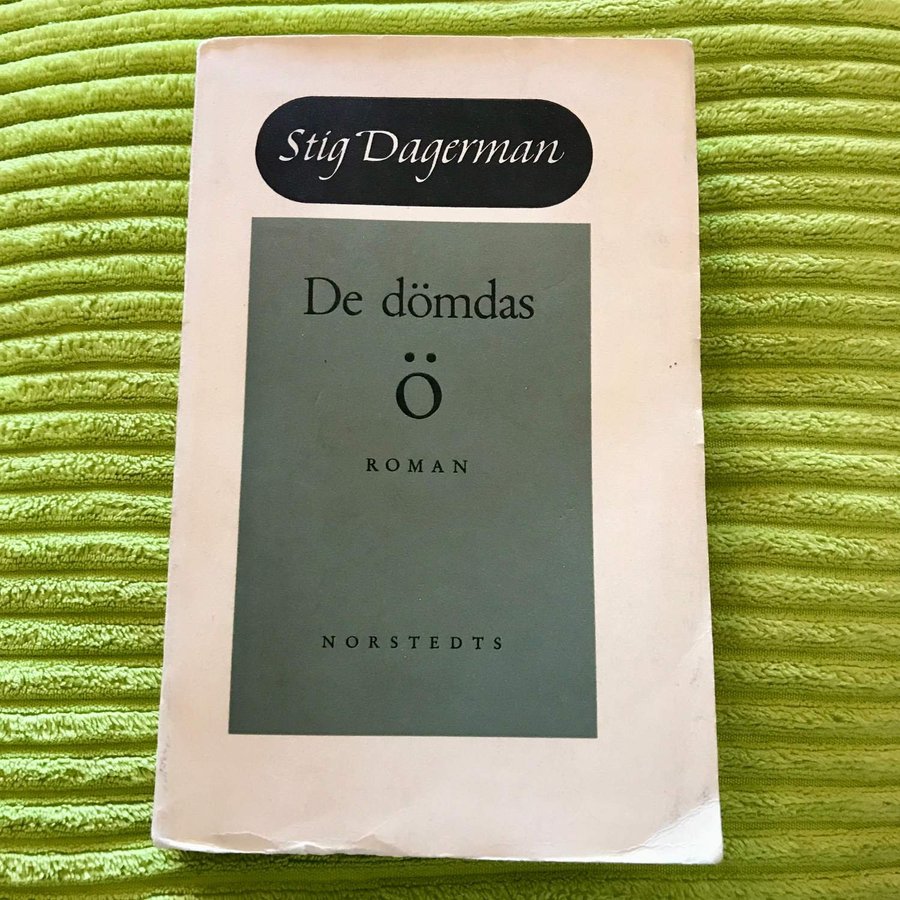 Stig Dagerman
De dömdas
ö
ROMAN
NORSTEDTS